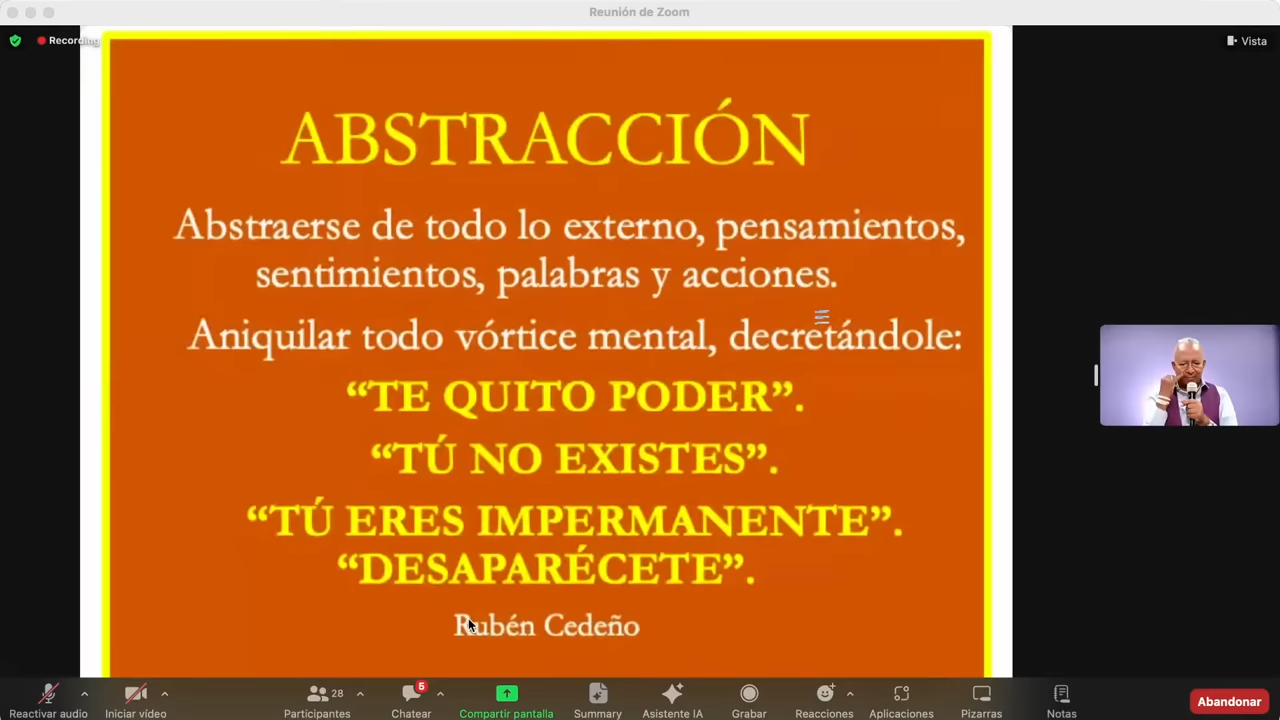 Reunión de Zoom
Recording
Vista
ABSTRACCIÓN
Abstraerse de todo lo externo, pensamientos,
sentimientos, palabras y acciones.
Aniquilar todo vórtice mental, decretándole:
“TE QUITO PODER”.
“TÚ NO EXISTES”.
“TÚ ERES IMPERMANENTE”.
“DESAPARÉCETE”.
Rubén Cedeño
Reactivar audio
Iniciar vídeo
28
Participantes
5
Chatear
Compartir pantalla
Summary
Asistente IA
Grabar
Reacciones
Aplicaciones
Pizarras
Notas
Abandonar